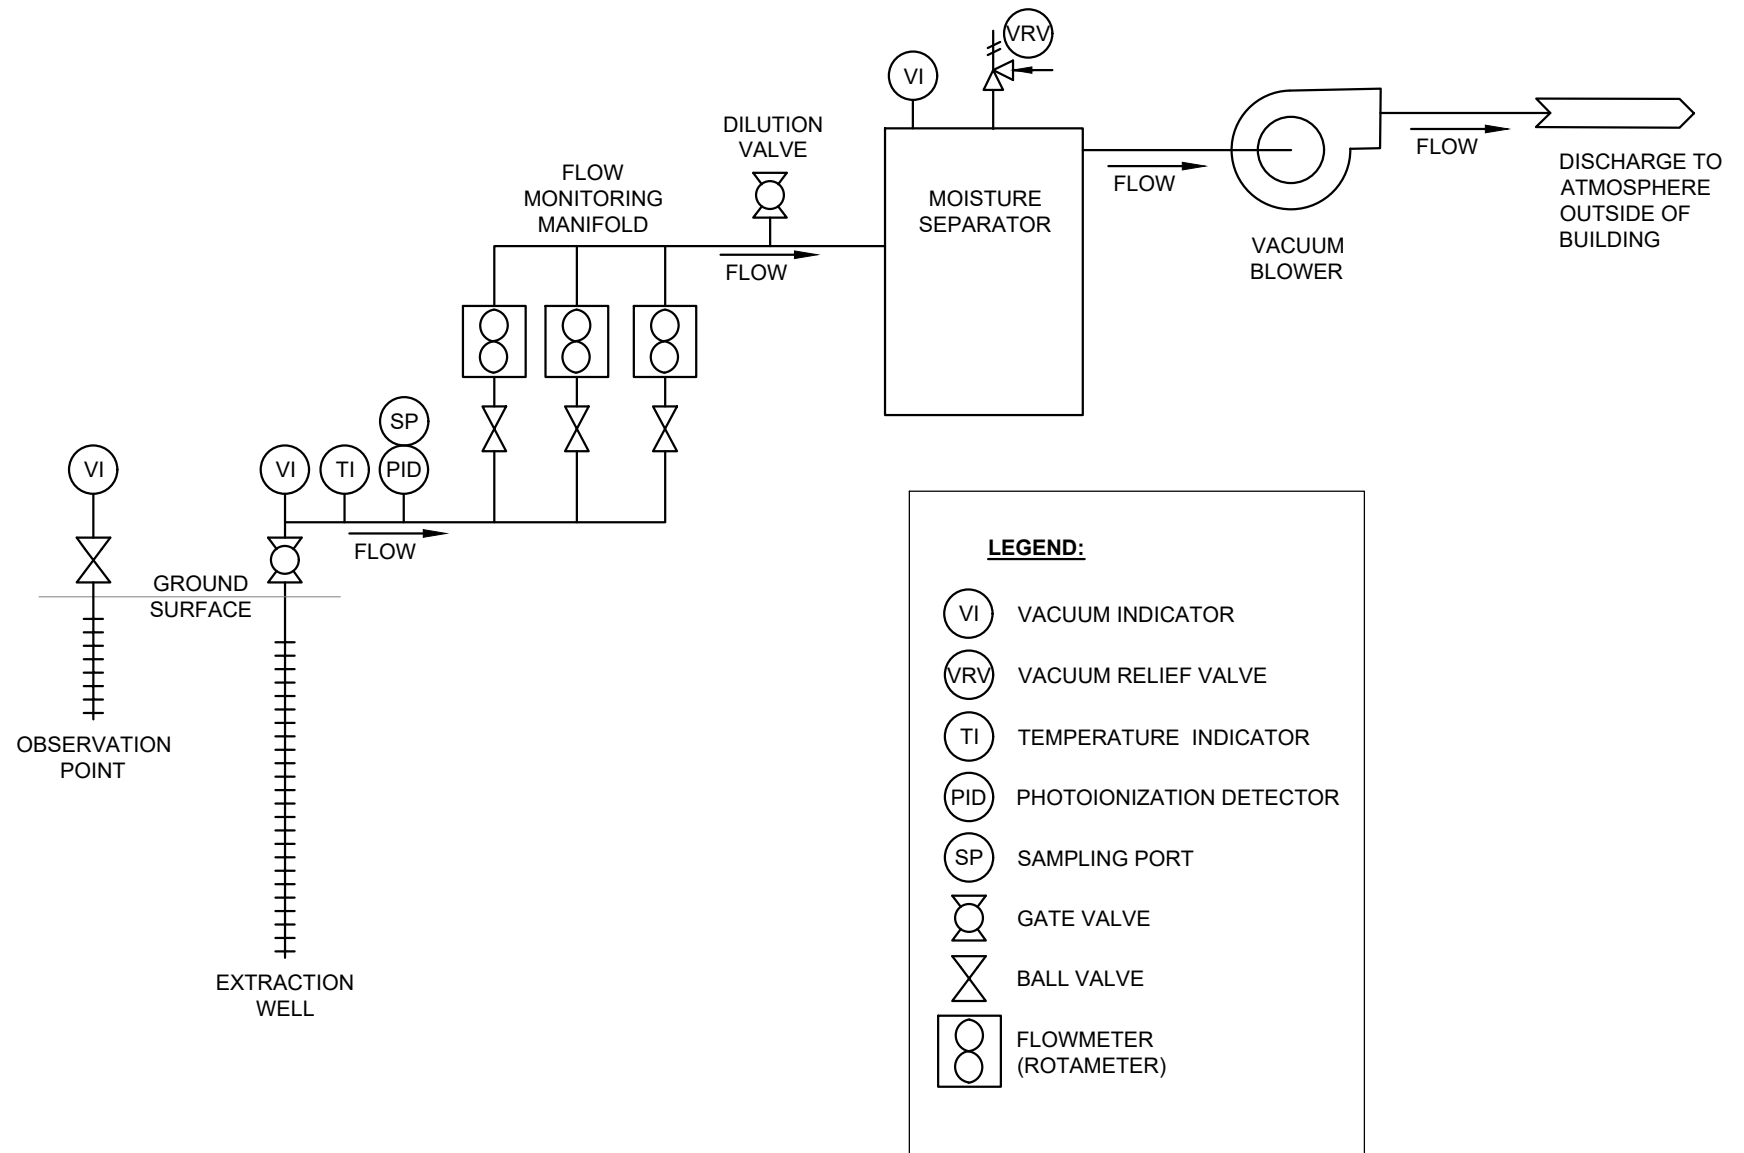 VRV
VI
DILUTION
VALVE
FLOW
MONITORING
MANIFOLD
FLOW
MOISTURE
SEPARATOR
FLOW
VACUUM
BLOWER
FLOW
DISCHARGE TO
ATMOSPHERE
OUTSIDE OF
BUILDING
SP
VI
VI
TI
PID
FLOW
GROUND
SURFACE
OBSERVATION
POINT
EXTRACTION
WELL
LEGEND:
VI VACUUM INDICATOR
VRV VACUUM RELIEF VALVE
TI TEMPERATURE INDICATOR
PID PHOTOIONIZATION DETECTOR
SP SAMPLING PORT
GATE VALVE
BALL VALVE
FLOWMETER
(ROTAMETER)